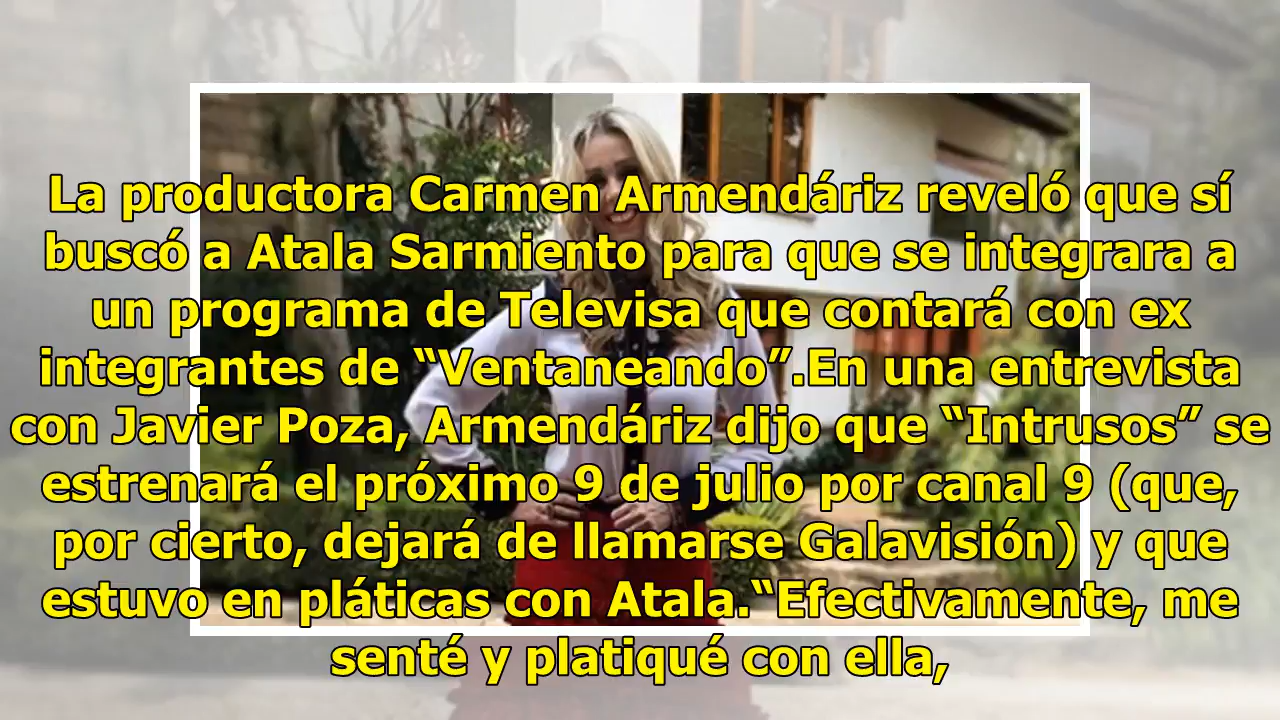 La productora Carmen Armendáriz reveló que sí
buscó a Atala Sarmiento para que se integrara a
un programa de Televisa que contará con ex
integrantes de “Ventaneando”.En una entrevista
con Javier Poza, Armendáriz dijo que “Intrusos” se
estrenará el próximo 9 de julio por canal 9 (que,
por cierto, dejará de llamarse Galavisión) y que
estuvo en pláticas con Atala.“Efectivamente, me
senté y platiqué con ella,